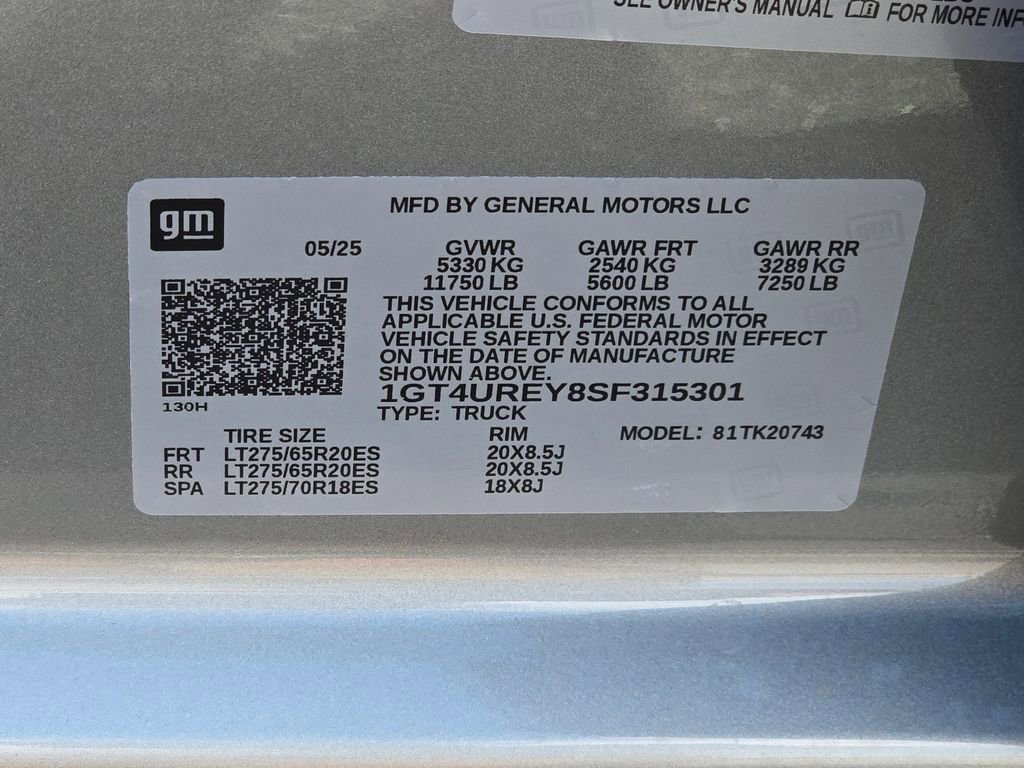 SEE OWNER'S MANUAL FOR MORE INF
gm
MFD BY GENERAL MOTORS LLC
05/25 GVWR GAWR FRT GAWR RR
5330 KG 2540 KG 3289 KG
11750 LB 5600 LB 7250 LB
THIS VEHICLE CONFORMS TO ALL
APPLICABLE U.S. FEDERAL MOTOR
VEHICLE SAFETY STANDARDS IN EFFECT
ON THE DATE OF MANUFACTURE
SHOWN ABOVE.
1GT4UREY8SF315301
130H
TYPE: TRUCK
TIRE SIZE RIM MODEL: 81TK20743
FRT LT275/65R20ES 20X8.5J
RR LT275/65R20ES 20X8.5J
SPA LT275/70R18ES 18X8J